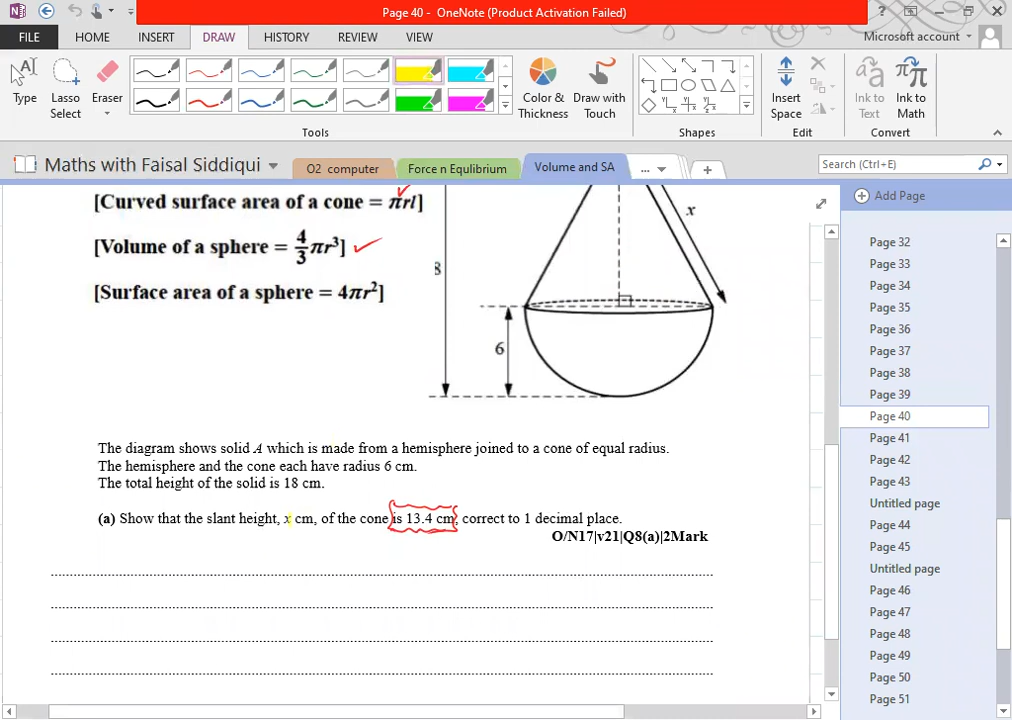 Page 40 - OneNote (Product Activation Failed)
FILE HOME INSERT DRAW HISTORY REVIEW VIEW Microsoft account
Type Lasso Select Eraser Color & Thickness Draw with Touch Insert Space Ink to Text Ink to Math
Tools Shapes Edit Convert
Maths with Faisal Siddiqui O2 computer Force n Equilibrium Volume and SA ... Search (Ctrl+E)
[Curved surface area of a cone = πrl]
[Volume of a sphere = 4/3 πr³]
[Surface area of a sphere = 4πr²]
x
8
6
The diagram shows solid A which is made from a hemisphere joined to a cone of equal radius.
The hemisphere and the cone each have radius 6 cm.
The total height of the solid is 18 cm.
(a) Show that the slant height, x cm, of the cone is 13.4 cm, correct to 1 decimal place.
O/N17|v21|Q8(a)|2Mark
Add Page
Page 32
Page 33
Page 34
Page 35
Page 36
Page 37
Page 38
Page 39
Page 40
Page 41
Page 42
Page 43
Untitled page
Page 44
Page 45
Untitled page
Page 46
Page 47
Page 48
Page 49
Page 50
Page 51